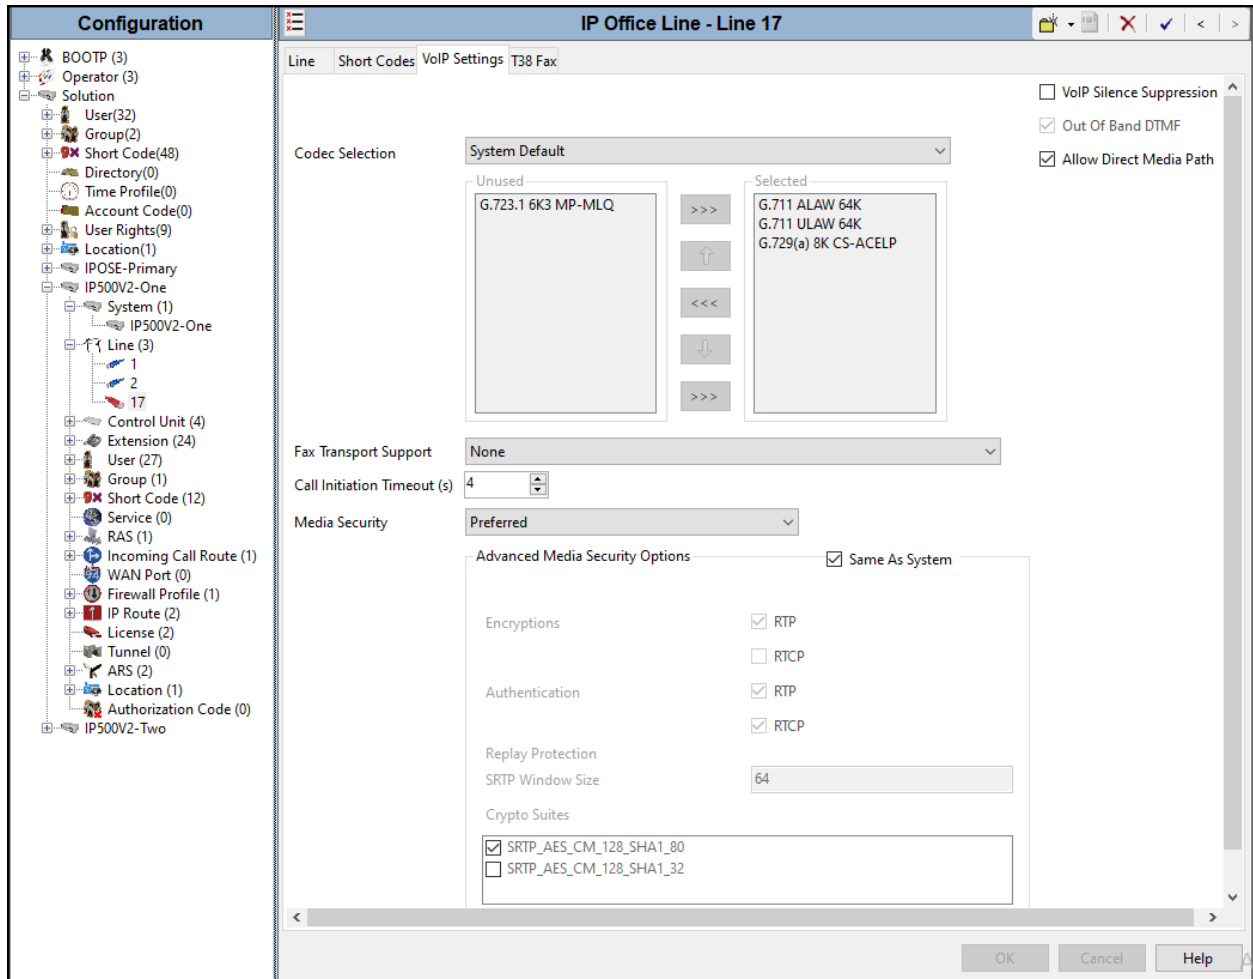 Configuration
BOOTP (3)
Operator (3)
Solution
User(32)
Group(2)
Short Code(48)
Directory(0)
Time Profile(0)
Account Code(0)
User Rights(9)
Location(1)
IPOSE-Primary
IP500V2-One
System (1)
IP500V2-One
Line (3)
1
2
17
Control Unit (4)
Extension (24)
User (27)
Group (1)
Short Code (12)
Service (0)
RAS (1)
Incoming Call Route (1)
WAN Port (0)
Firewall Profile (1)
IP Route (2)
License (2)
Tunnel (0)
ARS (2)
Location (1)
Authorization Code (0)
IP500V2-Two
IP Office Line - Line 17
Line Short Codes VoIP Settings T38 Fax
VoIP Silence Suppression
Out Of Band DTMF
Allow Direct Media Path
Codec Selection System Default
Unused
G.723.1 6K3 MP-MLQ
>>>
<<<
>>>
Selected
G.711 ALAW 64K
G.711 ULAW 64K
G.729(a) 8K CS-ACELP
Fax Transport Support None
Call Initiation Timeout (s) 4
Media Security Preferred
Advanced Media Security Options Same As System
Encryptions RTP
RTCP
Authentication RTP
RTCP
Replay Protection
SRTP Window Size 64
Crypto Suites
SRTP_AES_CM_128_SHA1_80
SRTP_AES_CM_128_SHA1_32
OK Cancel Help